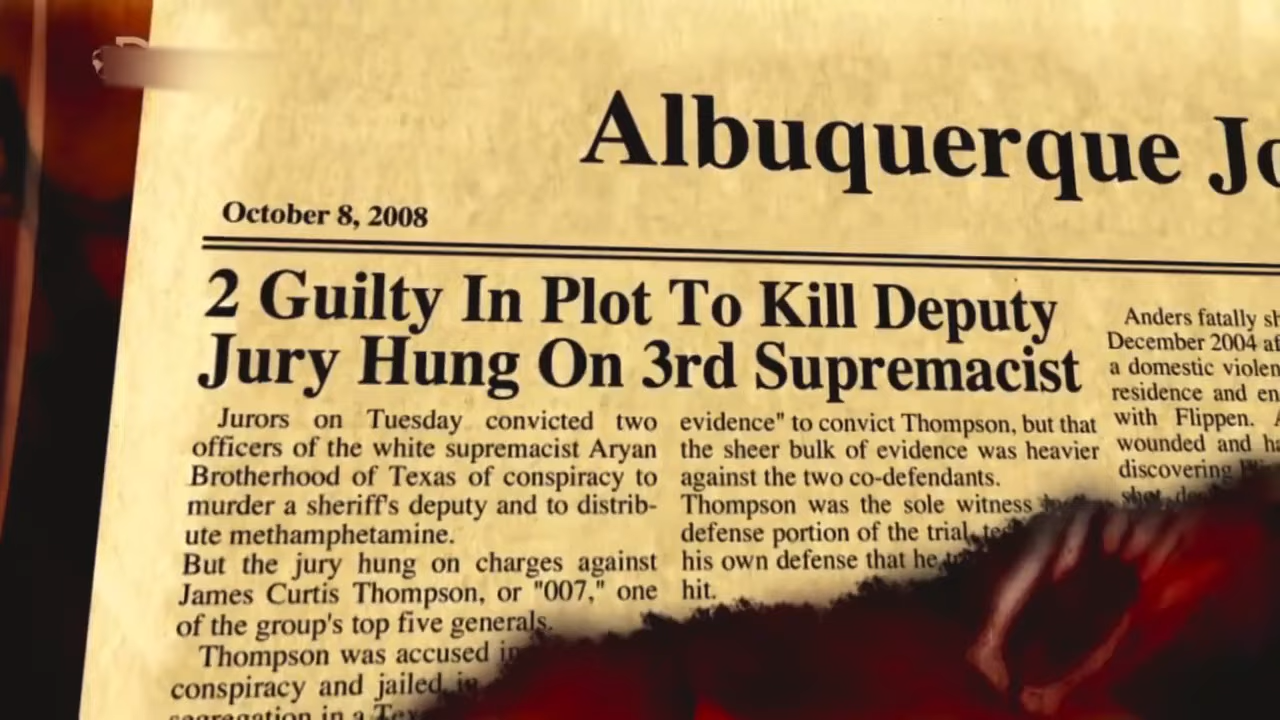 Albuquerque
October 8, 2008
2 Guilty In Plot To Kill Deputy
Jury Hung On 3rd Supremacist
Jurors on Tuesday convicted two
officers of the white supremacist Aryan
Brotherhood of Texas of conspiracy to
murder a sheriff's deputy and to distrib-
ute methamphetamine.
But the jury hung on charges against
James Curtis Thompson, or "007," one
of the group's top five generals.
Thompson was accused in
conspiracy and jailed in
segregation in a
evidence" to convict Thompson, but that
the sheer bulk of evidence was heavier
against the two co-defendants.
Thompson was the sole witness
defense portion of the trial,
his own defense that he
hit.
Anders fatally
December 2004
a domestic
residence and
with Flippen.
wounded and
discovering